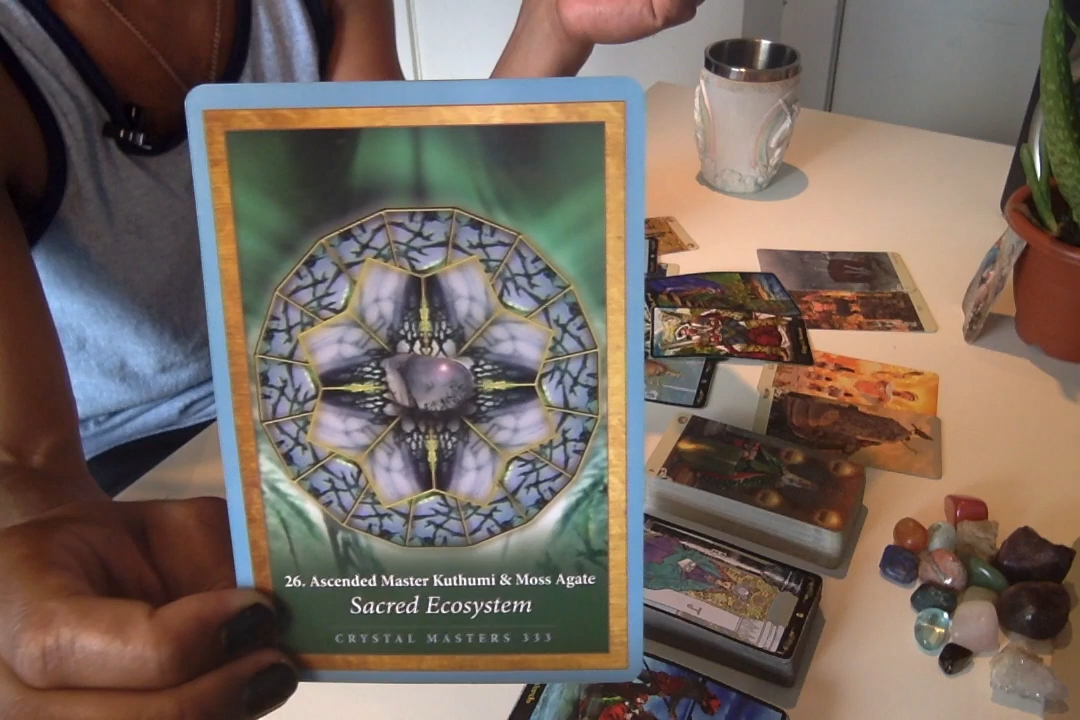 26. Ascended Master Kuthumi & Moss Agate
Sacred Ecosystem
CRYSTAL MASTERS 333